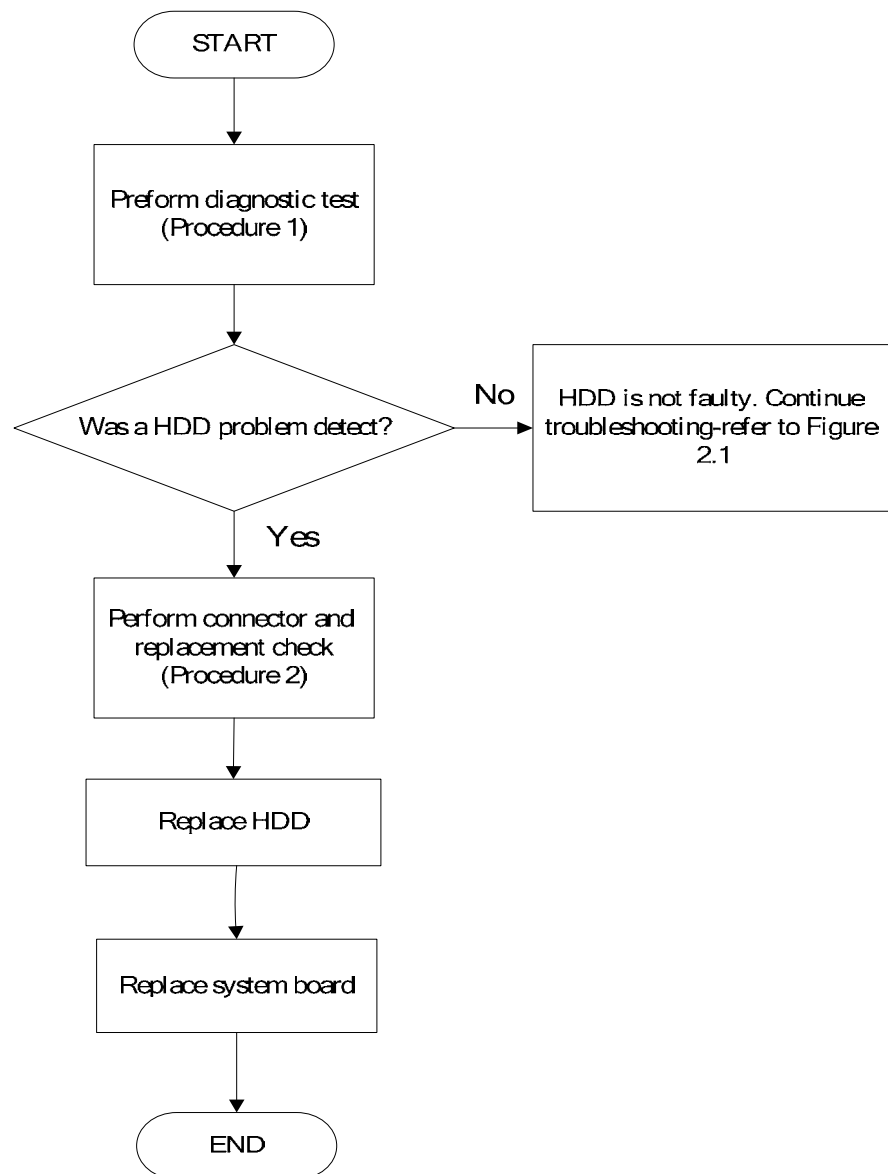 START
Preform diagnostic test
(Procedure 1)
Was a HDD problem detect?
No
HDD is not faulty. Continue
troubleshooting-refer to Figure
2.1
Yes
Perform connector and
replacement check
(Procedure 2)
Replace HDD
Replace system board
END